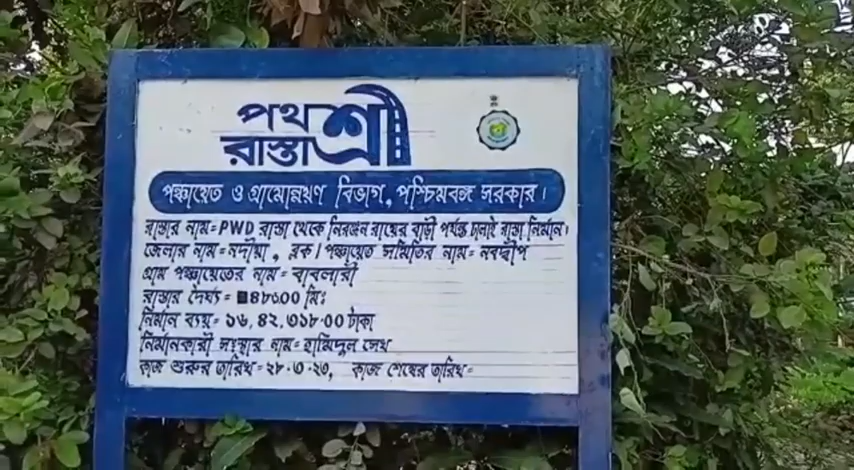 পথশ্রী
রাস্তাশ্রী
পঞ্চায়েত ও গ্রামোন্নয়ণ বিভাগ, পশ্চিমবঙ্গ সরকার।
রাস্তার নাম=PWD রাস্তা থেকে নিরঞ্জন রায়ের বাড়ী পর্যন্ত ঢালাই রাস্তা নির্মান।
জেলার নাম=নদীয়া, ব্লক/পঞ্চায়েত সমিতির নাম=নবদ্বীপ
গ্রাম পঞ্চায়েতের নাম=বাবলারী
রাস্তার দৈর্ঘ্য=৪৮৬০০ মিঃ
নির্মান ব্যয়=১৬,৪২,৩১৮·০০ টাকা
নির্মানকারী সংস্থার নাম=হামিদুল সেখ
কাজ শুরুর তারিখ=২৮·৩·২৩, কাজ শেষের তারিখ=